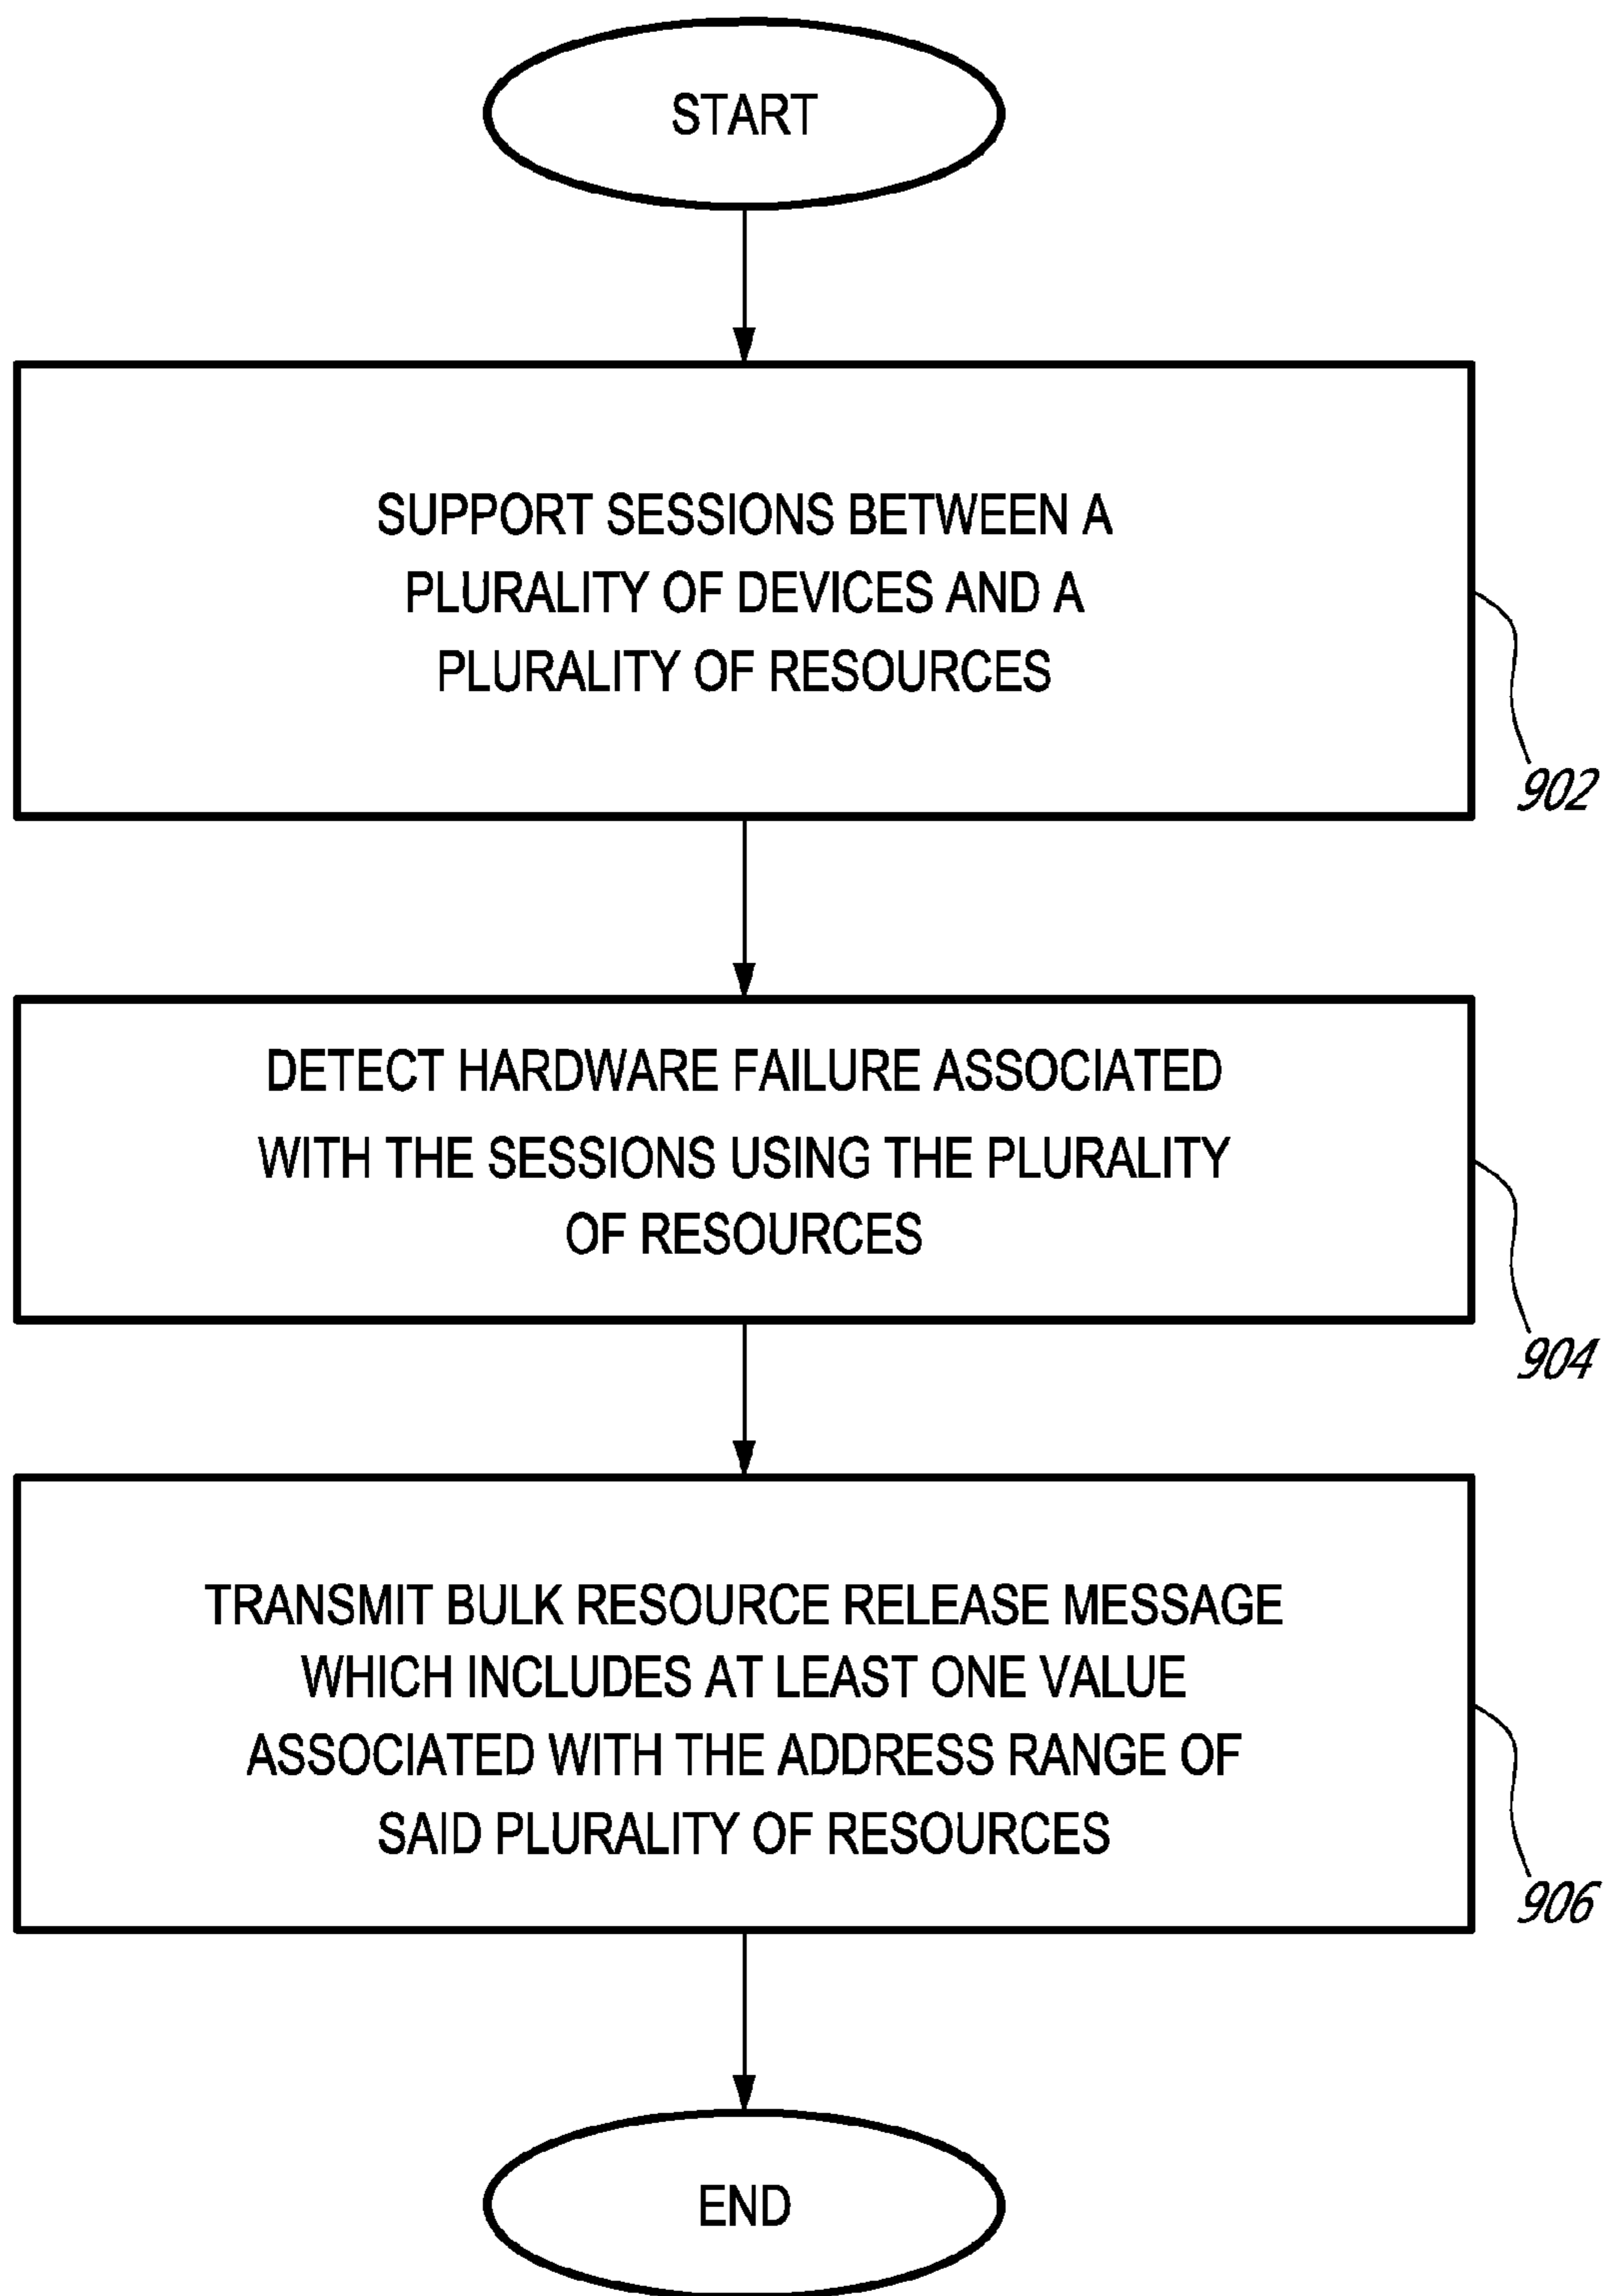 START
SUPPORT SESSIONS BETWEEN A
PLURALITY OF DEVICES AND A
PLURALITY OF RESOURCES
902
DETECT HARDWARE FAILURE ASSOCIATED
WITH THE SESSIONS USING THE PLURALITY
OF RESOURCES
904
TRANSMIT BULK RESOURCE RELEASE MESSAGE
WHICH INCLUDES AT LEAST ONE VALUE
ASSOCIATED WITH THE ADDRESS RANGE OF
SAID PLURALITY OF RESOURCES
906
END